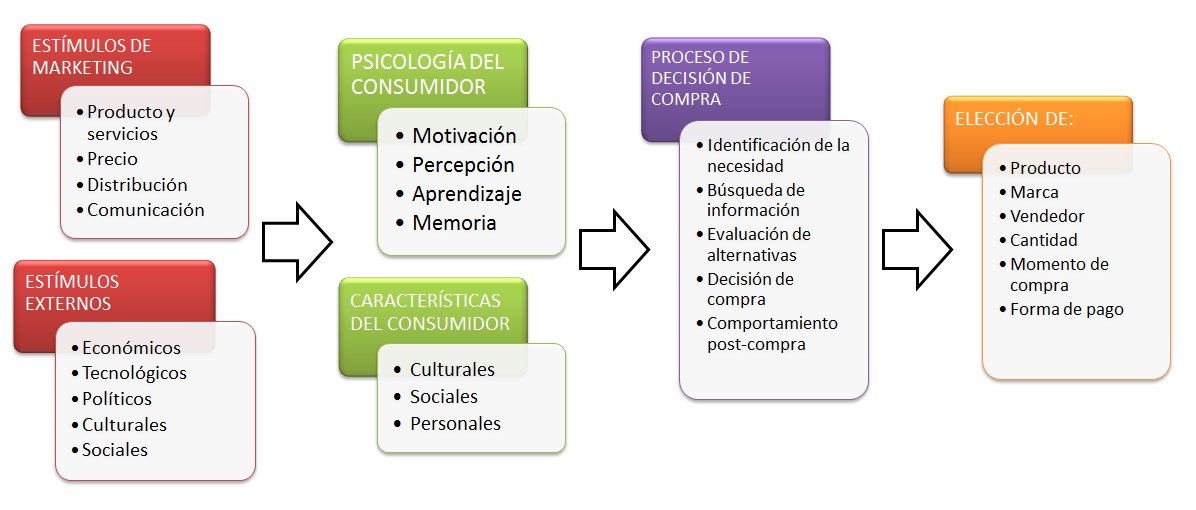 ESTÍMULOS DE
MARKETING
• Producto y
servicios
• Precio
• Distribución
• Comunicación
ESTÍMULOS
EXTERNOS
• Económicos
• Tecnológicos
• Políticos
• Culturales
• Sociales
PSICOLOGÍA DEL
CONSUMIDOR
• Motivación
• Percepción
• Aprendizaje
• Memoria
CARACTERÍSTICAS
DEL CONSUMIDOR
• Culturales
• Sociales
• Personales
PROCESO DE
DECISIÓN DE
COMPRA
• Identificación de la
necesidad
• Búsqueda de
información
• Evaluación de
alternativas
• Decisión de
compra
• Comportamiento
post-compra
ELECCIÓN DE:
• Producto
• Marca
• Vendedor
• Cantidad
• Momento de
compra
• Forma de pago